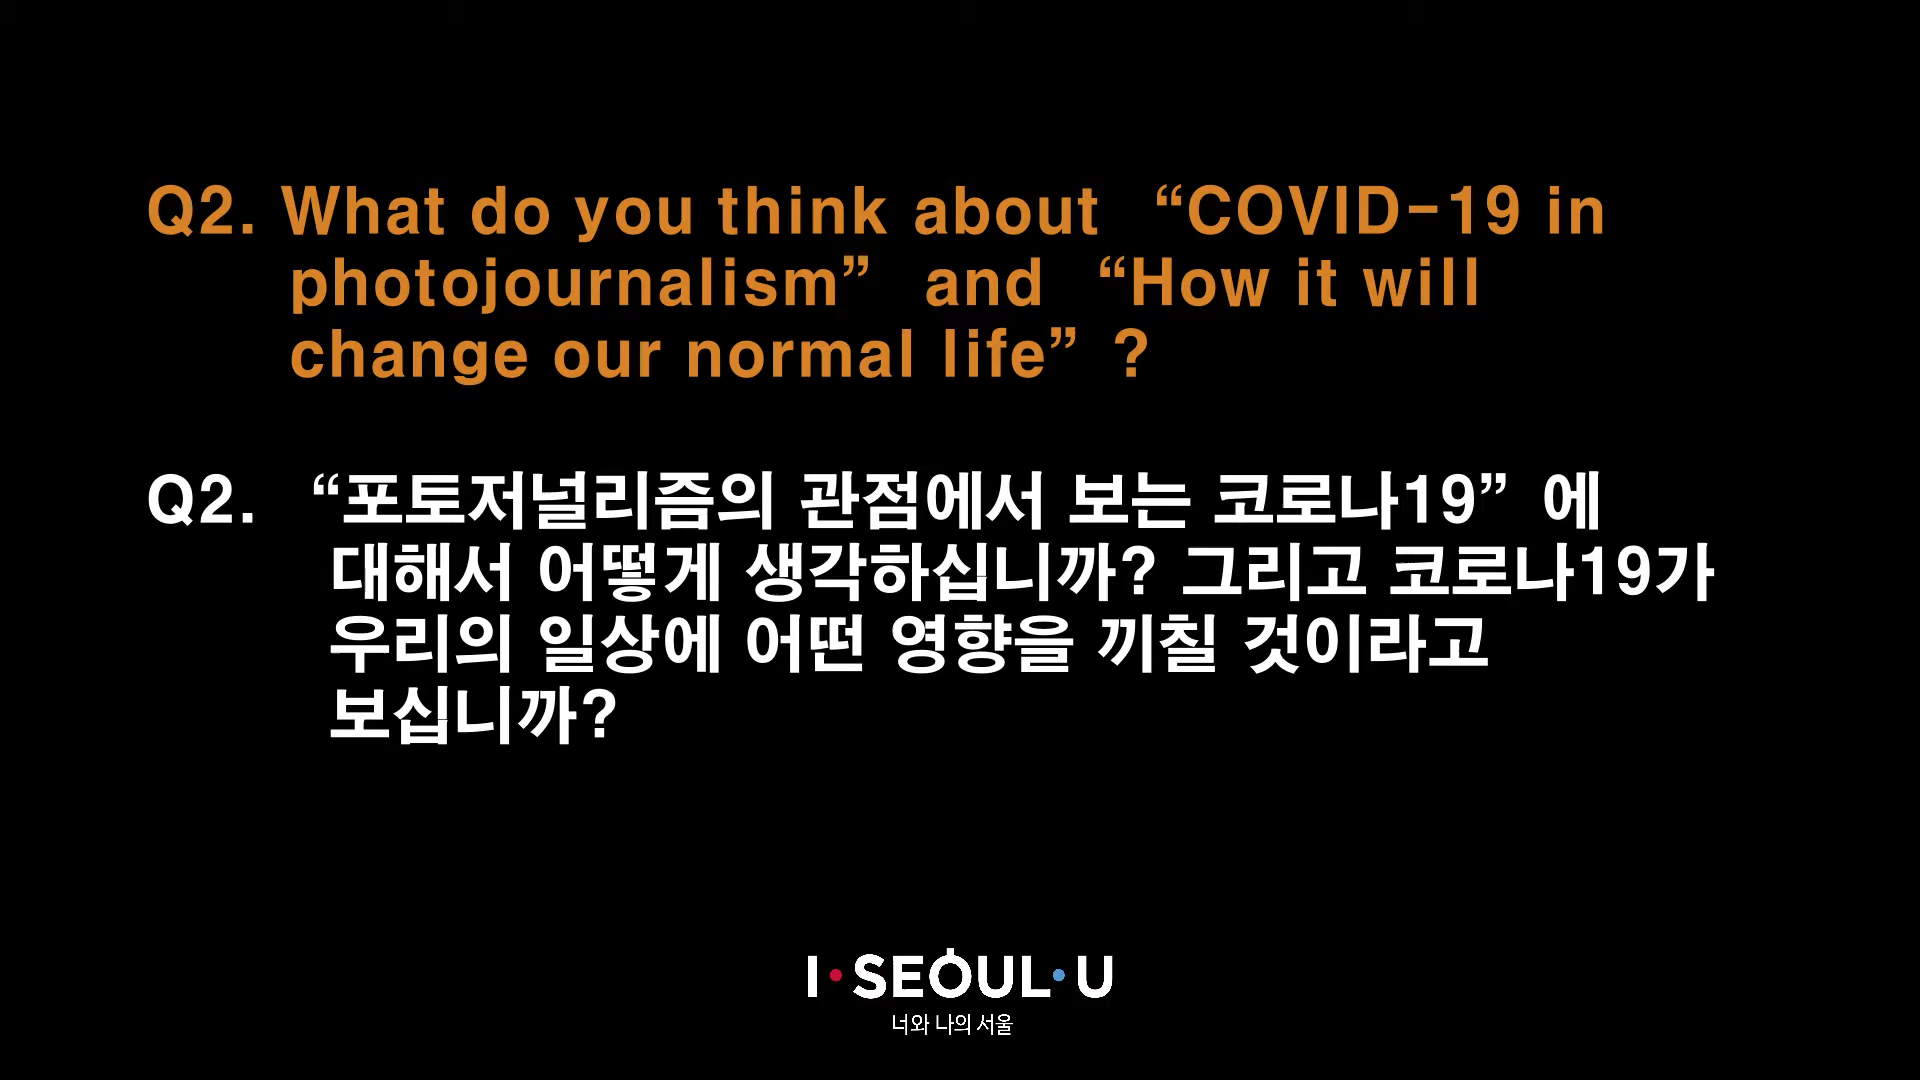 Q2. What do you think about “COVID-19 in
photojournalism” and “How it will
change our normal life” ?
Q2. “포토저널리즘의 관점에서 보는 코로나19” 에
대해서 어떻게 생각하십니까? 그리고 코로나19가
우리의 일상에 어떤 영향을 끼칠 것이라고
보십니까?
I·SEOUL·U
너와 나의 서울